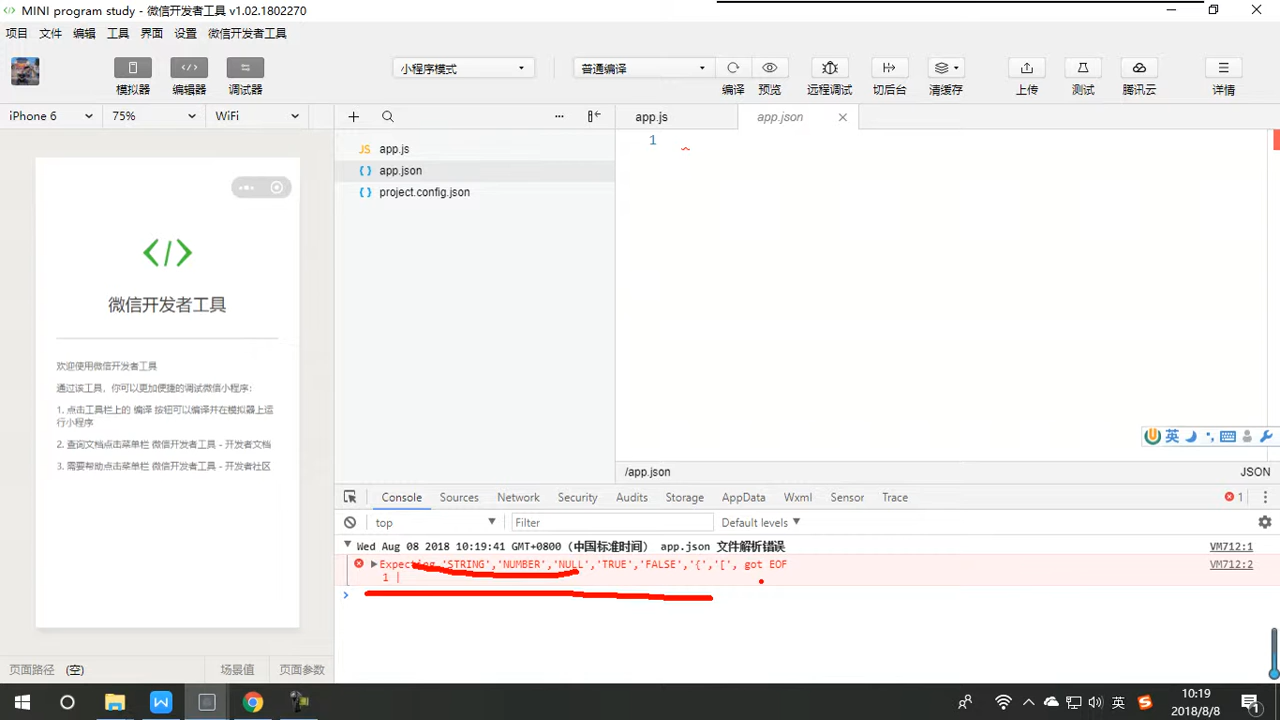 MINI program study - 微信开发者工具 v1.02.1802270
项目 文件 编辑 工具 界面 设置 微信开发者工具
小程序模式 普通编译
模拟器 编辑器 调试器 编译 预览 远程调试 切后台 清缓存 上传 测试 腾讯云 详情
iPhone 6 75% WiFi
app.js app.json
1
JS app.js
{ } app.json
{ } project.config.json
微信开发者工具
欢迎使用微信开发者工具
通过该工具，你可以更加便捷的调试微信小程序：
1. 点击工具栏上的 编译 按钮可以编译并在模拟器上运
行小程序
2. 查阅文档点击菜单栏 微信开发者工具 - 开发者文档
3. 需要帮助点击菜单栏 微信开发者工具 - 开发者社区
英
/app.json JSON
Console Sources Network Security Audits Storage AppData Wxml Sensor Trace 1
top Filter Default levels
Wed Aug 08 2018 10:19:41 GMT+0800 (中国标准时间) app.json 文件解析错误 VM712:1
Expecting 'STRING','NUMBER','NULL','TRUE','FALSE','{','[', got EOF VM712:2
1 |
页面路径 (空) 场景值 页面参数
英 10:19
2018/8/8
1